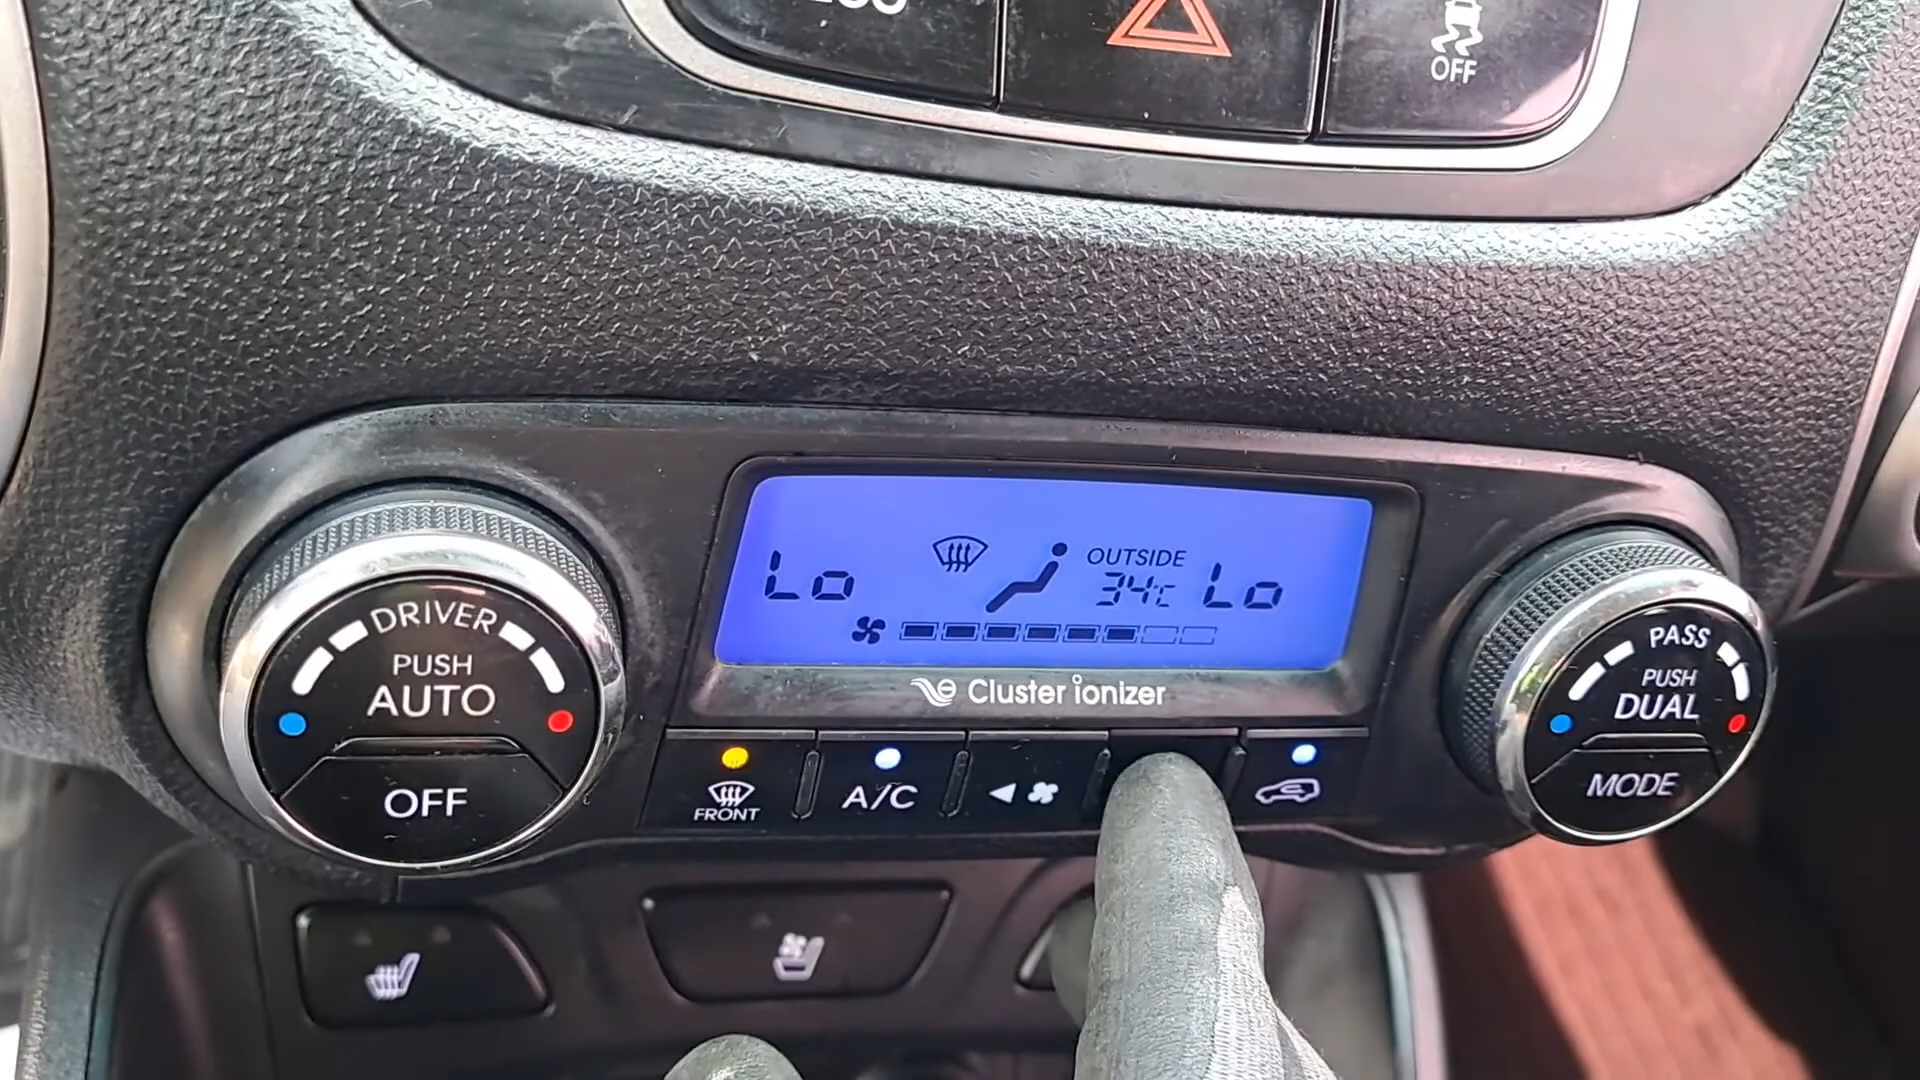 OFF
Lo
OUTSIDE
34c
Lo
Cluster ionizer
DRIVER
PUSH
AUTO
OFF
FRONT
A/C
PASS
PUSH
DUAL
MODE